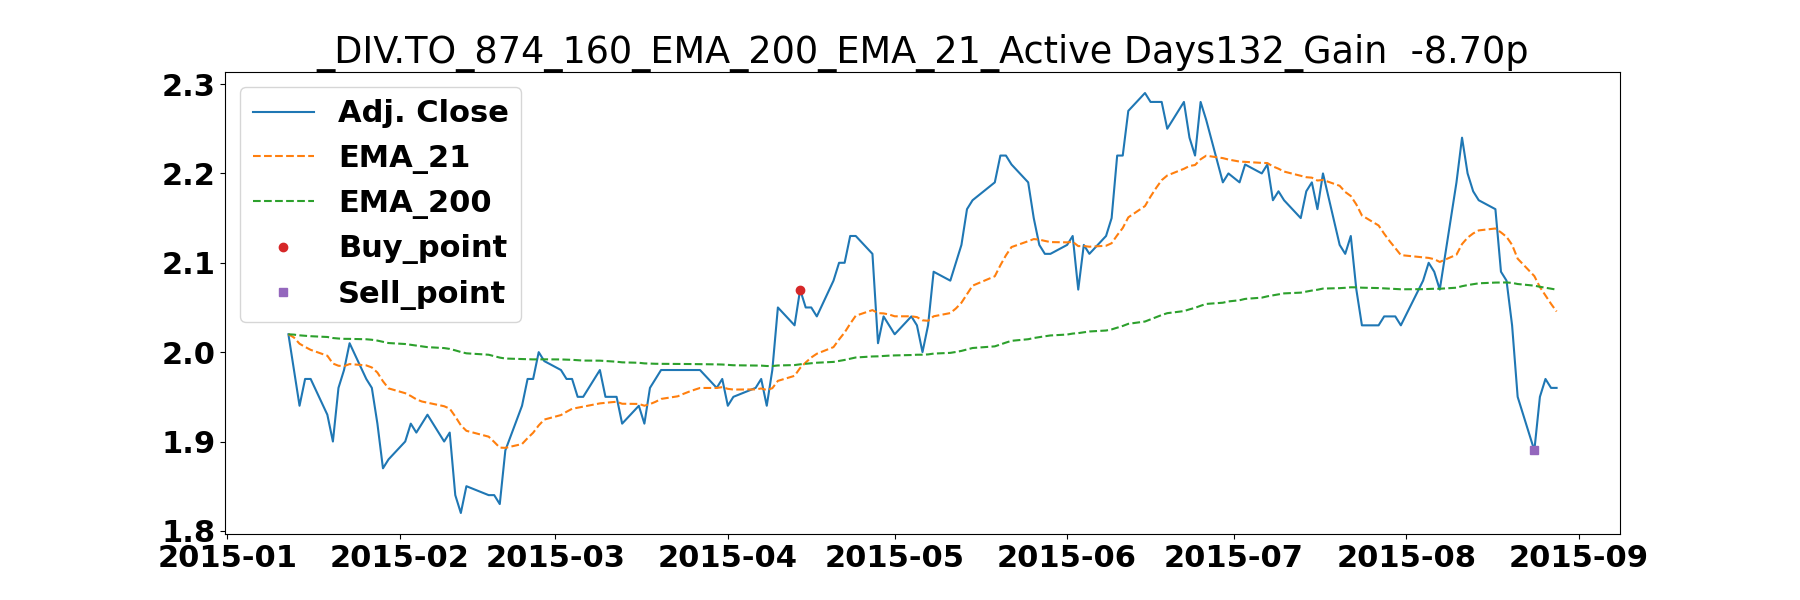 _DIV.TO_874_160_EMA_200_EMA_21_Active Days132_Gain  -8.70p
2.3
2.2
2.1
2.0
1.9
1.8
Adj. Close
EMA_21
EMA_200
Buy_point
Sell_point
2015-01 2015-02 2015-03 2015-04 2015-05 2015-06 2015-07 2015-08 2015-09